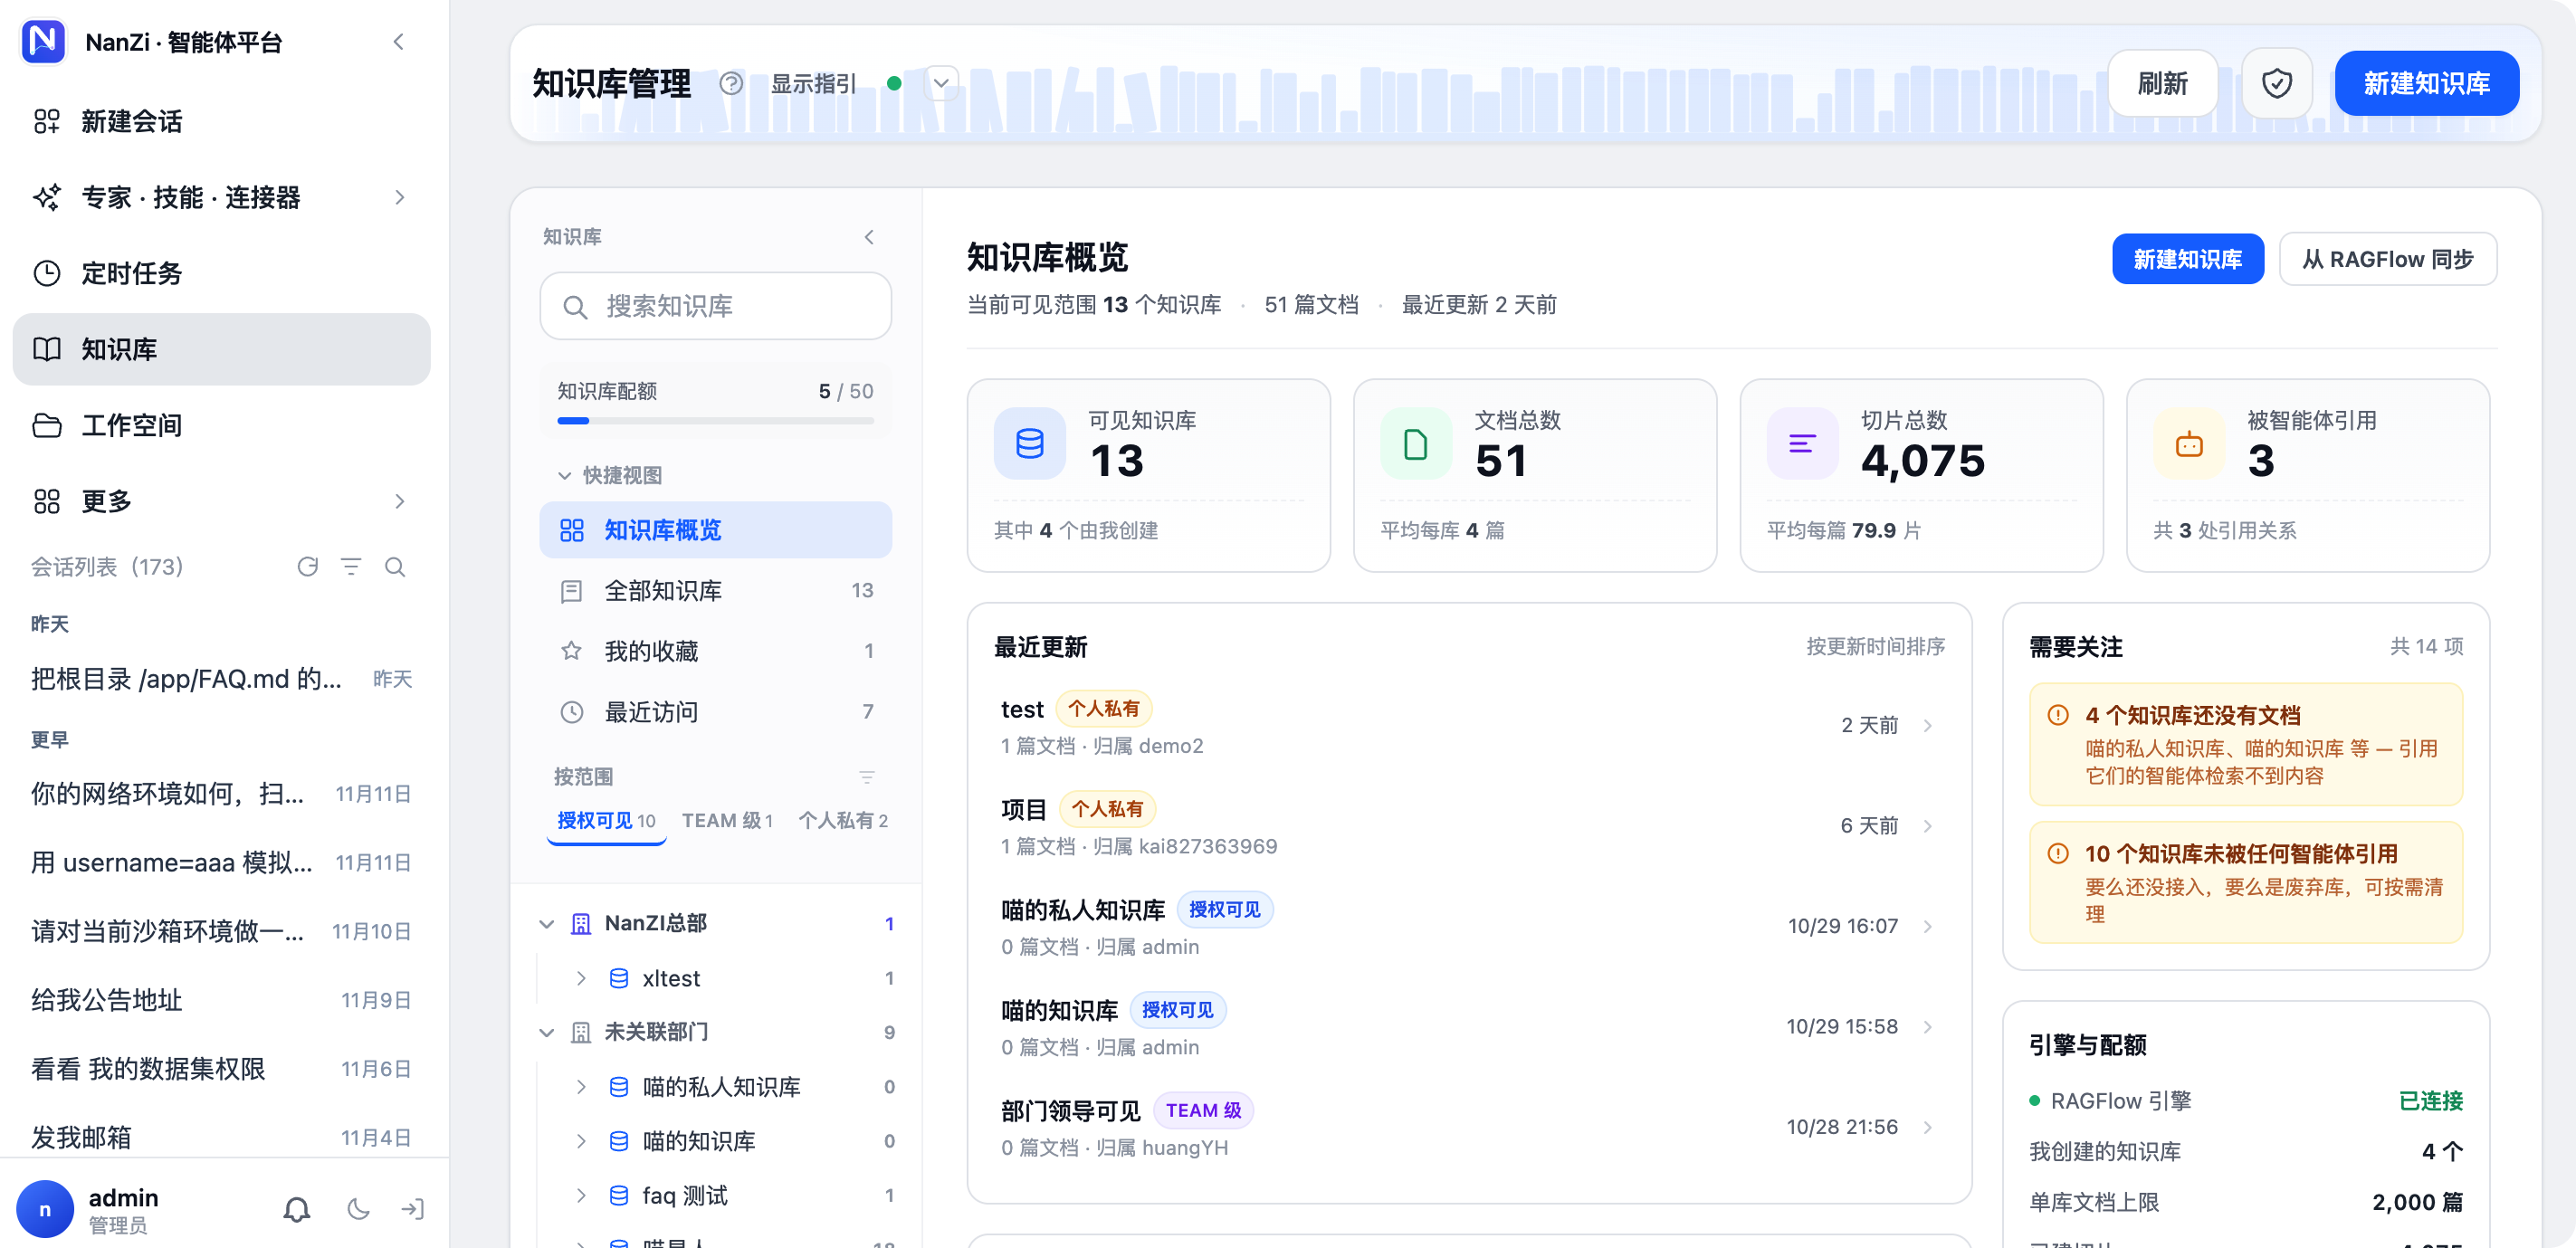 NanZi · 智能体平台
新建会话
专家 · 技能 · 连接器
定时任务
知识库
工作空间
更多
会话列表（173）
昨天
把根目录 /app/FAQ.md 的... 昨天
更早
你的网络环境如何，扫... 11月11日
用 username=aaa 模拟... 11月11日
请对当前沙箱环境做一... 11月10日
给我公告地址 11月9日
看看 我的数据集权限 11月6日
发我邮箱 11月4日
n
admin
管理员
知识库管理 显示指引
刷新
新建知识库
知识库
搜索知识库
知识库配额 5 / 50
快捷视图
知识库概览
全部知识库 13
我的收藏 1
最近访问 7
按范围
授权可见 10 TEAM 级 1 个人私有 2
NanZI总部 1
xltest 1
未关联部门 9
喵的私人知识库 0
喵的知识库 0
faq 测试 1
知识库概览
当前可见范围 13 个知识库 · 51 篇文档 · 最近更新 2 天前
新建知识库
从 RAGFlow 同步
可见知识库
13
其中 4 个由我创建
文档总数
51
平均每库 4 篇
切片总数
4,075
平均每篇 79.9 片
被智能体引用
3
共 3 处引用关系
最近更新 按更新时间排序
test 个人私有
1 篇文档 · 归属 demo2
2 天前
项目 个人私有
1 篇文档 · 归属 kai827363969
6 天前
喵的私人知识库 授权可见
0 篇文档 · 归属 admin
10/29 16:07
喵的知识库 授权可见
0 篇文档 · 归属 admin
10/29 15:58
部门领导可见 TEAM 级
0 篇文档 · 归属 huangYH
10/28 21:56
需要关注 共 14 项
4 个知识库还没有文档
喵的私人知识库、喵的知识库 等 — 引用
它们的智能体检索不到内容
10 个知识库未被任何智能体引用
要么还没接入，要么是废弃库，可按需清
理
引擎与配额
RAGFlow 引擎 已连接
我创建的知识库 4 个
单库文档上限 2,000 篇